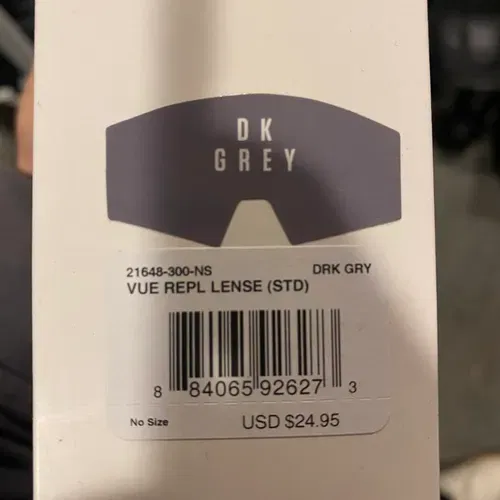 DK
GREY
21648-300-NS DRK GRY
VUE REPL LENSE (STD)
8 84065 92627 3
No Size USD $24.95